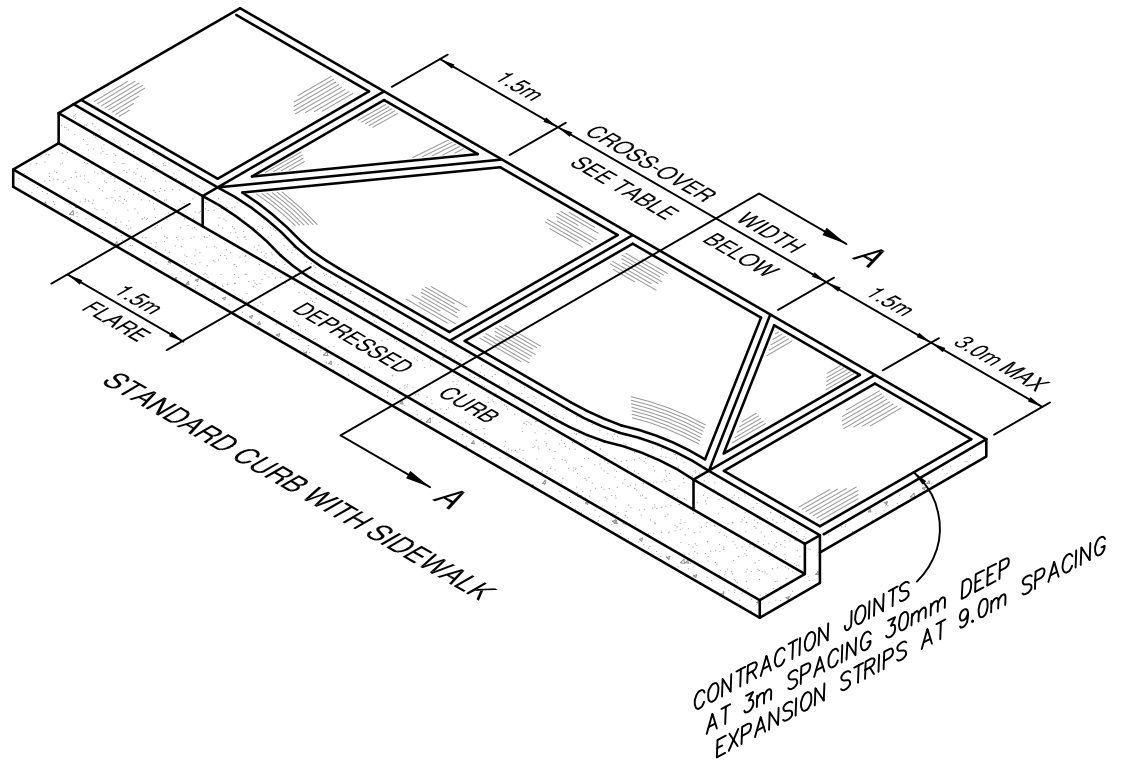 1.5m
CROSS-OVER WIDTH
SEE TABLE BELOW
A
1.5m
3.0m MAX
1.5m
FLARE
DEPRESSED CURB
A
STANDARD CURB WITH SIDEWALK
CONTRACTION JOINTS
AT 3m SPACING 30mm DEEP
EXPANSION STRIPS AT 9.0m SPACING